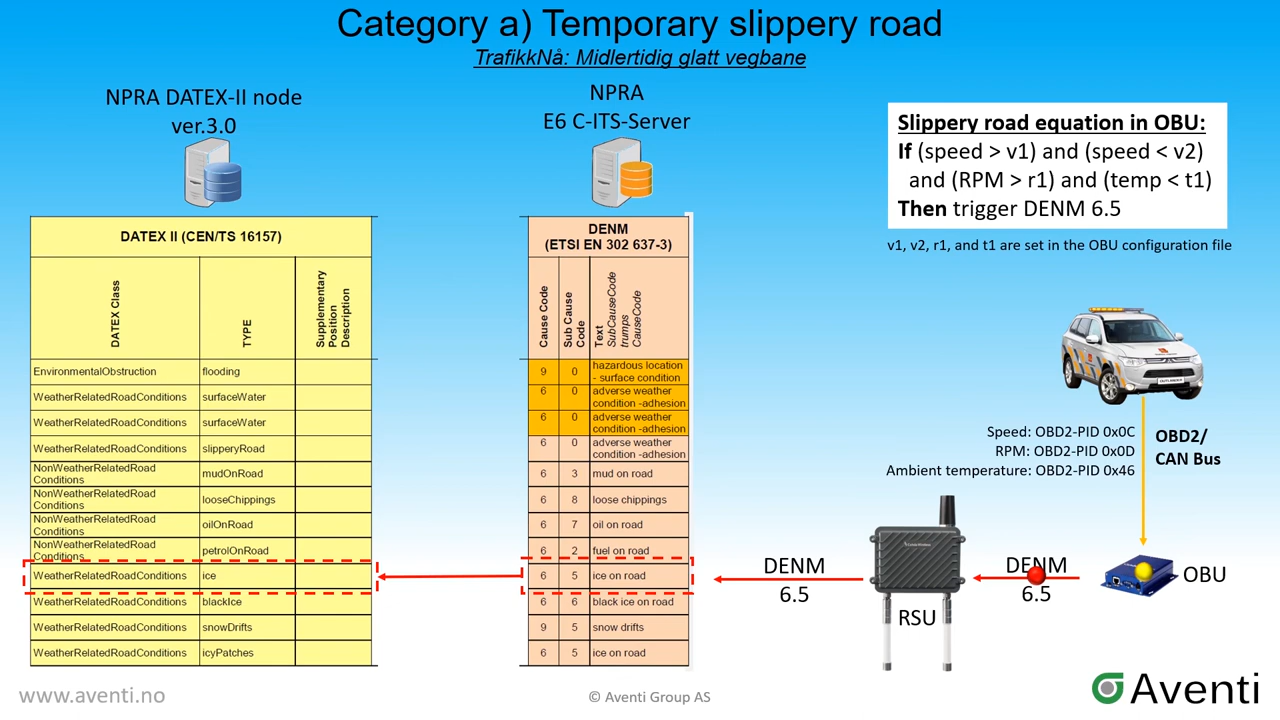 Category a) Temporary slippery road
TrafikkNå: Midlertidig glatt vegbane
NPRA DATEX-II node
ver.3.0
NPRA
E6 C-ITS-Server
Slippery road equation in OBU:
If (speed > v1) and (speed < v2)
and (RPM > r1) and (temp < t1)
Then trigger DENM 6.5
v1, v2, r1, and t1 are set in the OBU configuration file
DATEX II (CEN/TS 16157)
DATEX Class
TYPE
Supplementary
Position
Description
EnvironmentalObstruction flooding
WeatherRelatedRoadConditions surfaceWater
WeatherRelatedRoadConditions surfaceWater
WeatherRelatedRoadConditions slipperyRoad
NonWeatherRelatedRoad
Conditions mudOnRoad
NonWeatherRelatedRoad
Conditions looseChippings
NonWeatherRelatedRoad
Conditions oilOnRoad
NonWeatherRelatedRoad
Conditions petrolOnRoad
WeatherRelatedRoadConditions ice
WeatherRelatedRoadConditions blackIce
WeatherRelatedRoadConditions snowDrifts
WeatherRelatedRoadConditions icyPatches
DENM
(ETSI EN 302 637-3)
Cause Code
Sub Cause
Code
Text
SubCauseCode
trumps
CauseCode
9 0 hazardous location
- surface condition
6 0 adverse weather
condition -adhesion
6 0 adverse weather
condition -adhesion
6 0 adverse weather
condition -adhesion
6 3 mud on road
6 8 loose chippings
6 7 oil on road
6 2 fuel on road
6 5 ice on road
6 6 black ice on road
9 5 snow drifts
6 5 ice on road
Speed: OBD2-PID 0x0C
RPM: OBD2-PID 0x0D
Ambient temperature: OBD2-PID 0x46
OBD2/
CAN Bus
DENM
6.5
RSU
DENM
6.5
OBU
www.aventi.no
© Aventi Group AS
Aventi